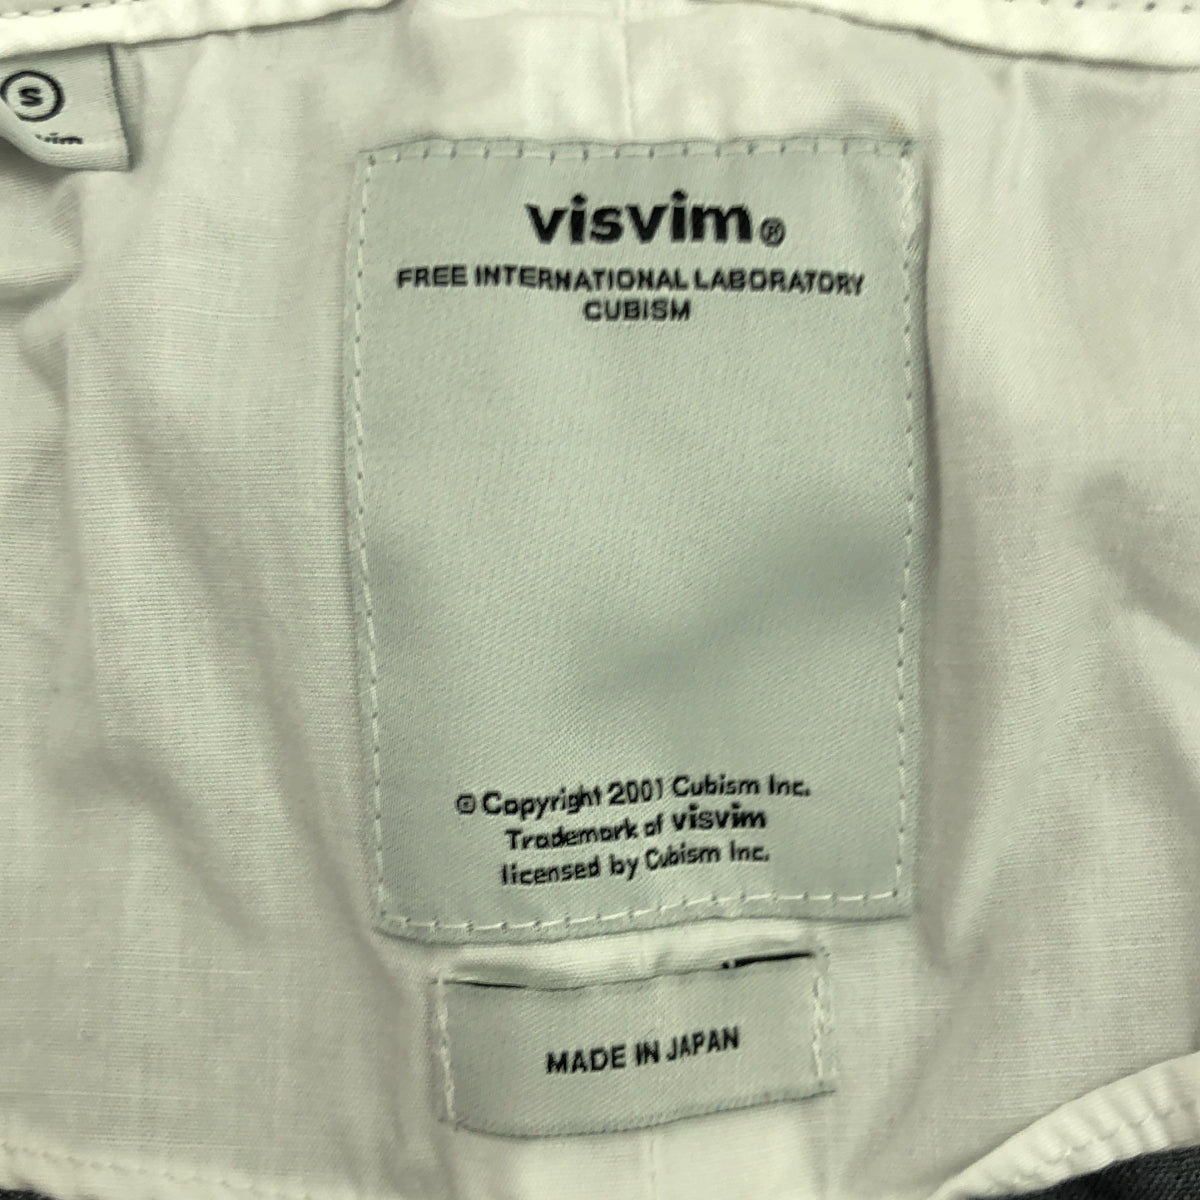 S
visvim®
FREE INTERNATIONAL LABORATORY
CUBISM
© Copyright 2001 Cubism Inc.
Trademark of visvim
licensed by Cubism Inc.
MADE IN JAPAN